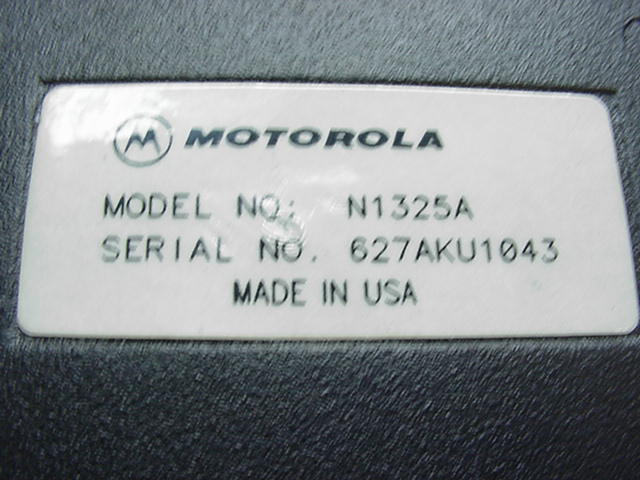 MOTOROLA
MODEL NO: N1325A
SERIAL NO. 627AKU1043
MADE IN USA